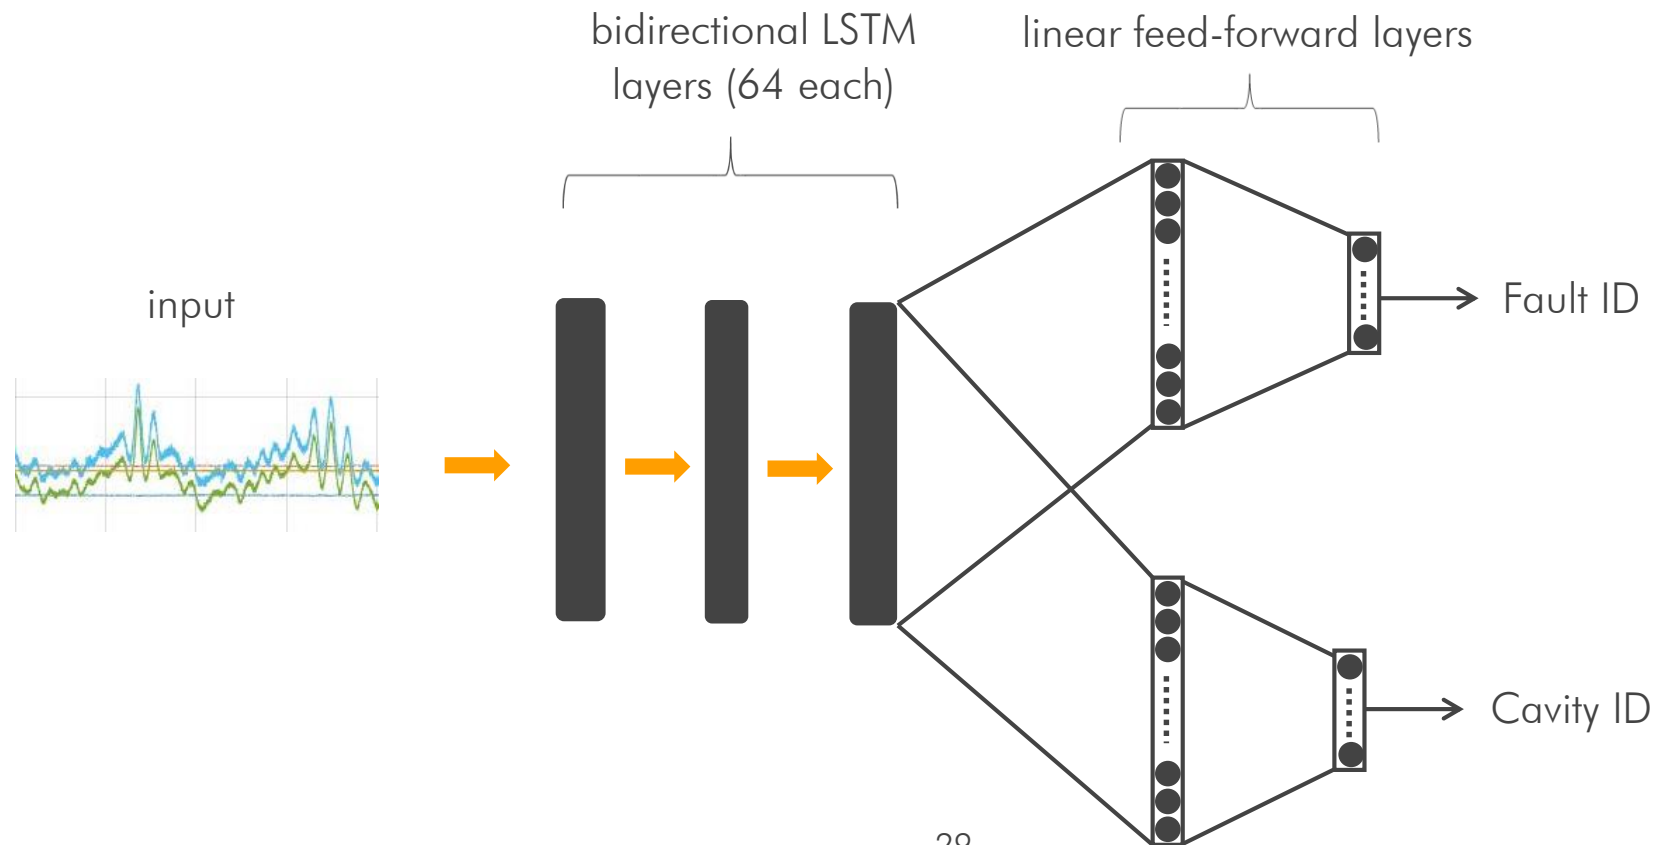 bidirectional LSTM
layers (64 each)
linear feed-forward layers
input
Fault ID
Cavity ID